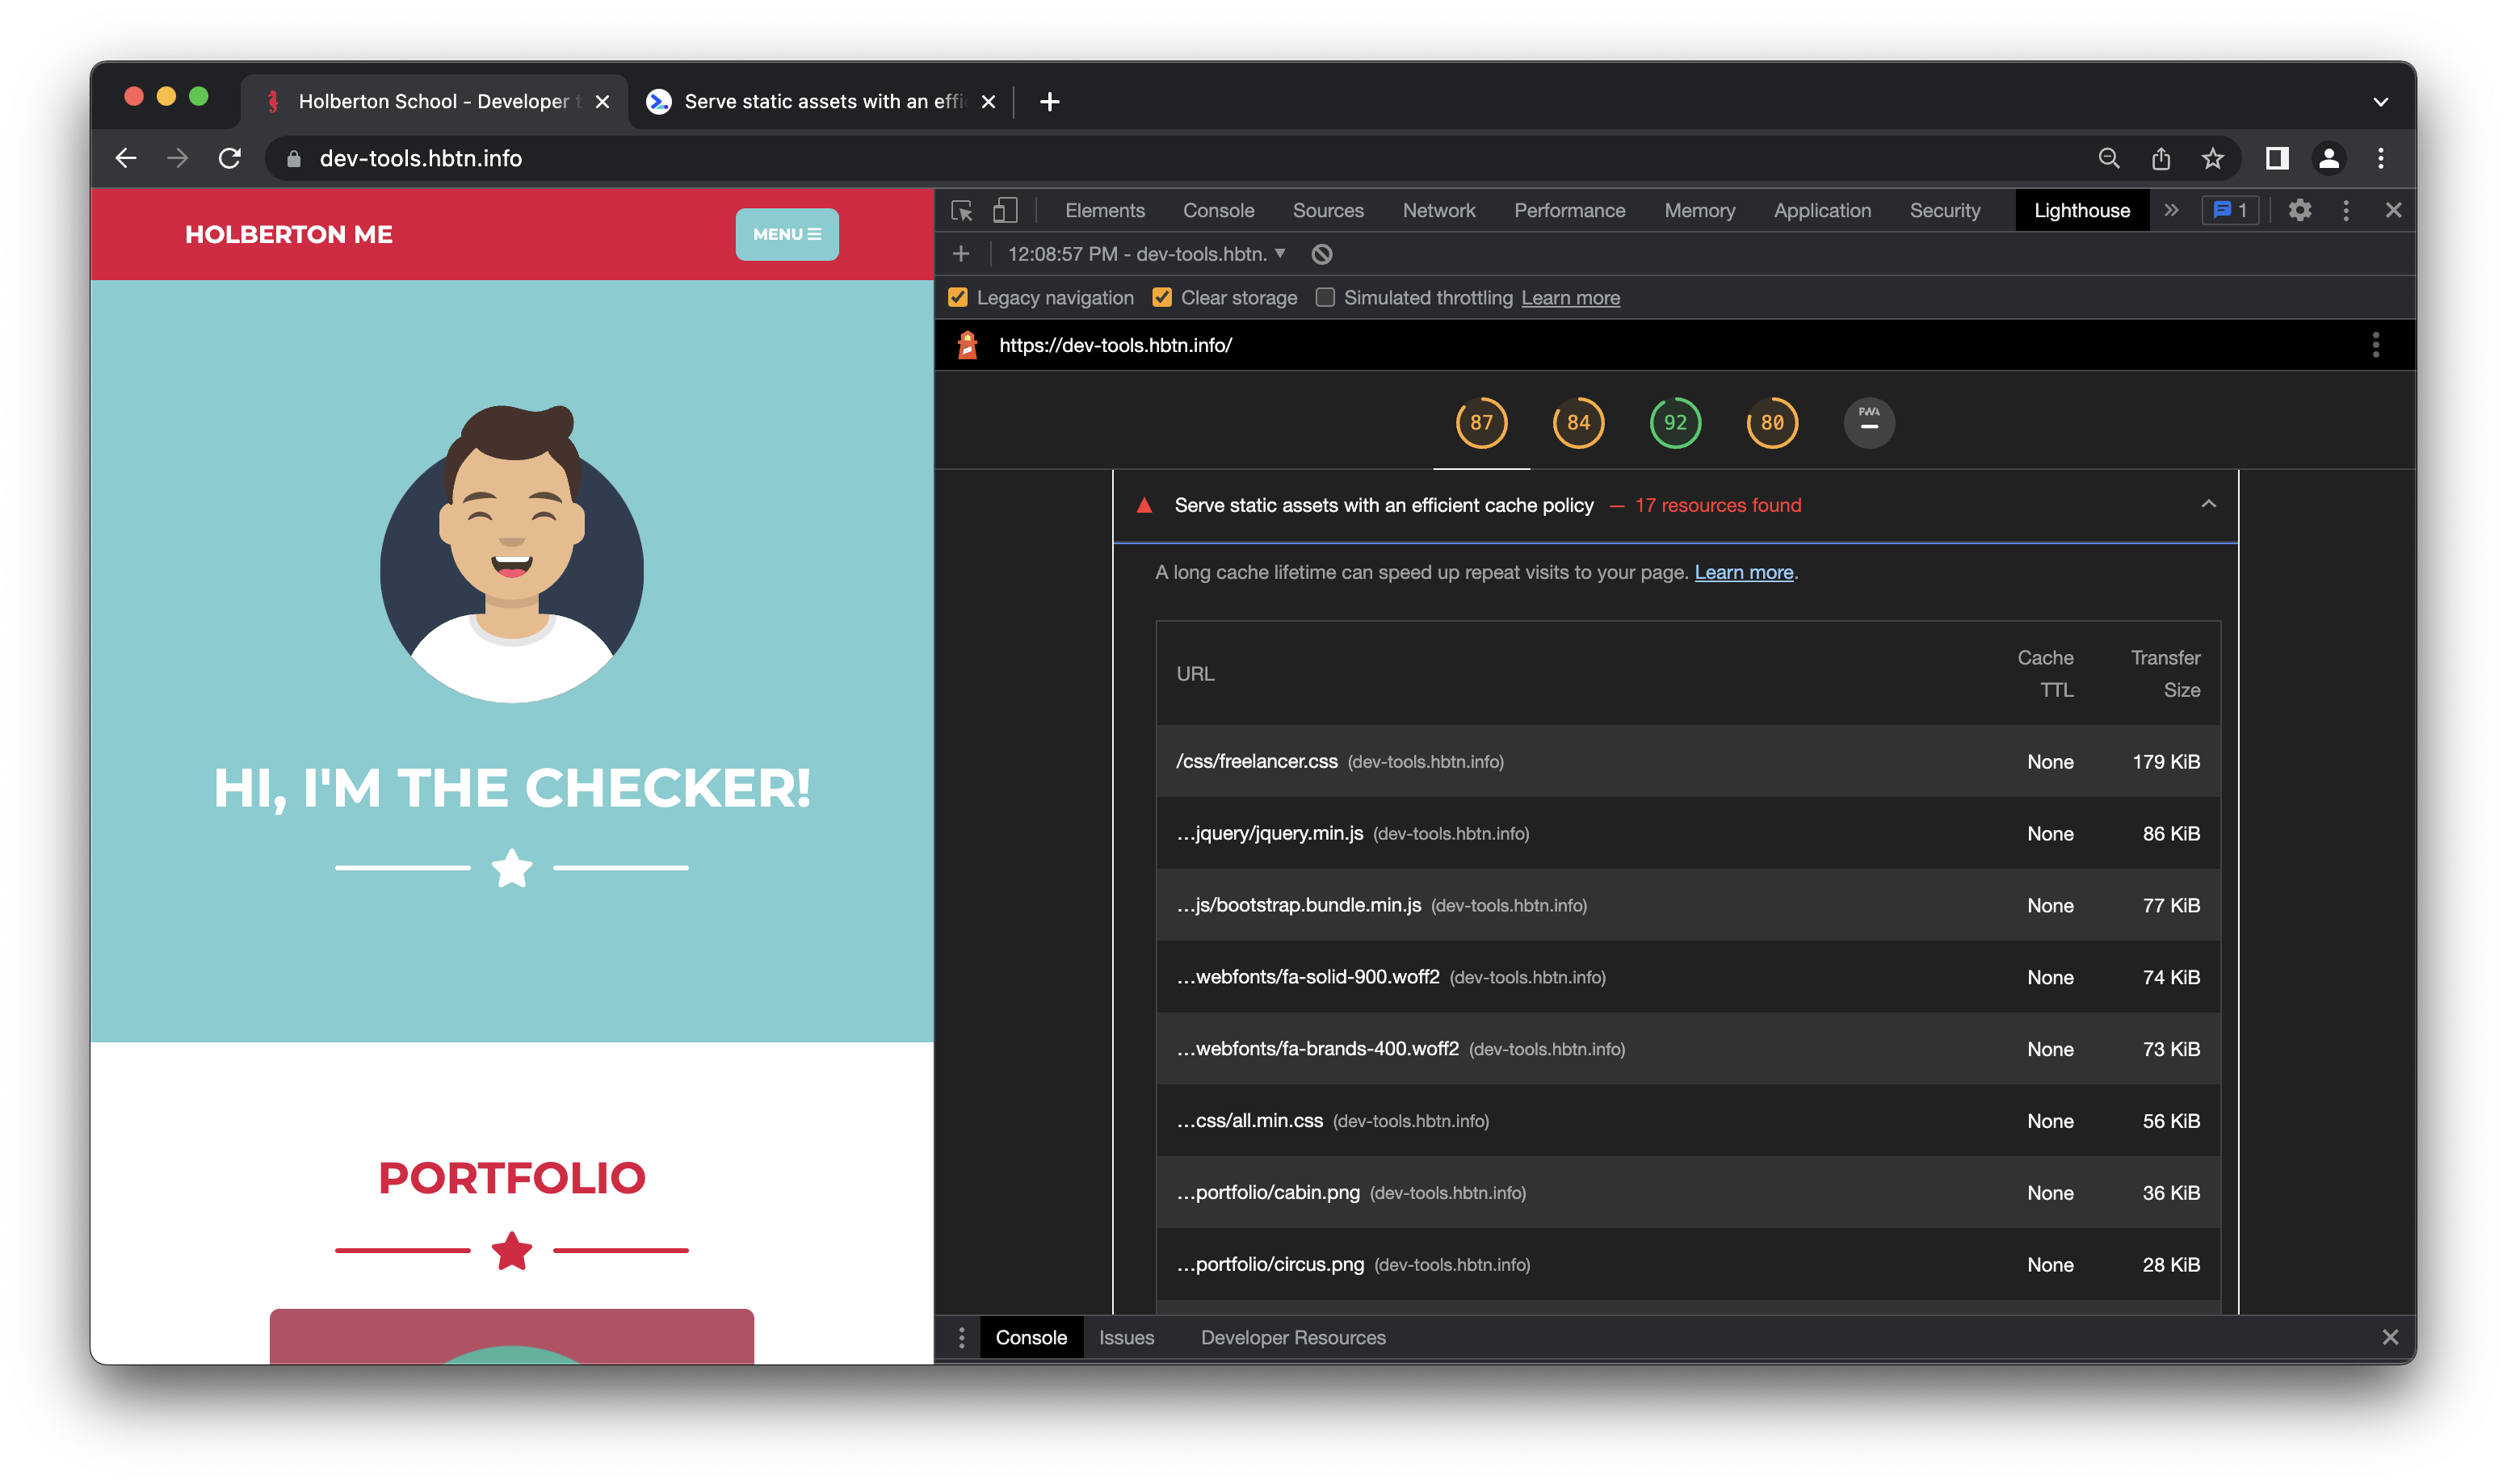 Holberton School - Developer t
Serve static assets with an effi
dev-tools.hbtn.info
HOLBERTON ME
MENU
HI, I'M THE CHECKER!
PORTFOLIO
Elements Console Sources Network Performance Memory Application Security Lighthouse 1
12:08:57 PM - dev-tools.hbtn.
Legacy navigation Clear storage Simulated throttling Learn more
https://dev-tools.hbtn.info/
87 84 92 80 PWA
Serve static assets with an efficient cache policy — 17 resources found
A long cache lifetime can speed up repeat visits to your page. Learn more.
URL Cache TTL Transfer Size
/css/freelancer.css (dev-tools.hbtn.info) None 179 KiB
…jquery/jquery.min.js (dev-tools.hbtn.info) None 86 KiB
…js/bootstrap.bundle.min.js (dev-tools.hbtn.info) None 77 KiB
…webfonts/fa-solid-900.woff2 (dev-tools.hbtn.info) None 74 KiB
…webfonts/fa-brands-400.woff2 (dev-tools.hbtn.info) None 73 KiB
…css/all.min.css (dev-tools.hbtn.info) None 56 KiB
…portfolio/cabin.png (dev-tools.hbtn.info) None 36 KiB
…portfolio/circus.png (dev-tools.hbtn.info) None 28 KiB
Console Issues Developer Resources